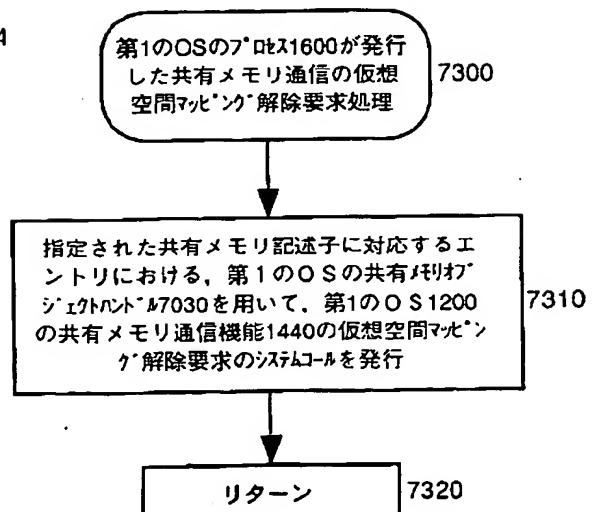 4
第1のOSのﾌﾟﾛｾｽ1600が発行
した共有メモリ通信の仮想
空間ﾏｯﾋﾟﾝｸﾞ解除要求処理
7300
指定された共有メモリ記述子に対応するエ
ントリにおける，第1のＯＳの共有ﾒﾓﾘｵﾌﾞ
ｼﾞｪｸﾄﾊﾝﾄﾞﾙ7030を用いて，第1のＯＳ1200
の共有メモリ通信機能1440の仮想空間ﾏｯﾋﾟﾝ
ｸﾞ解除要求のｼｽﾃﾑｺｰﾙを発行
7310
リターン
7320